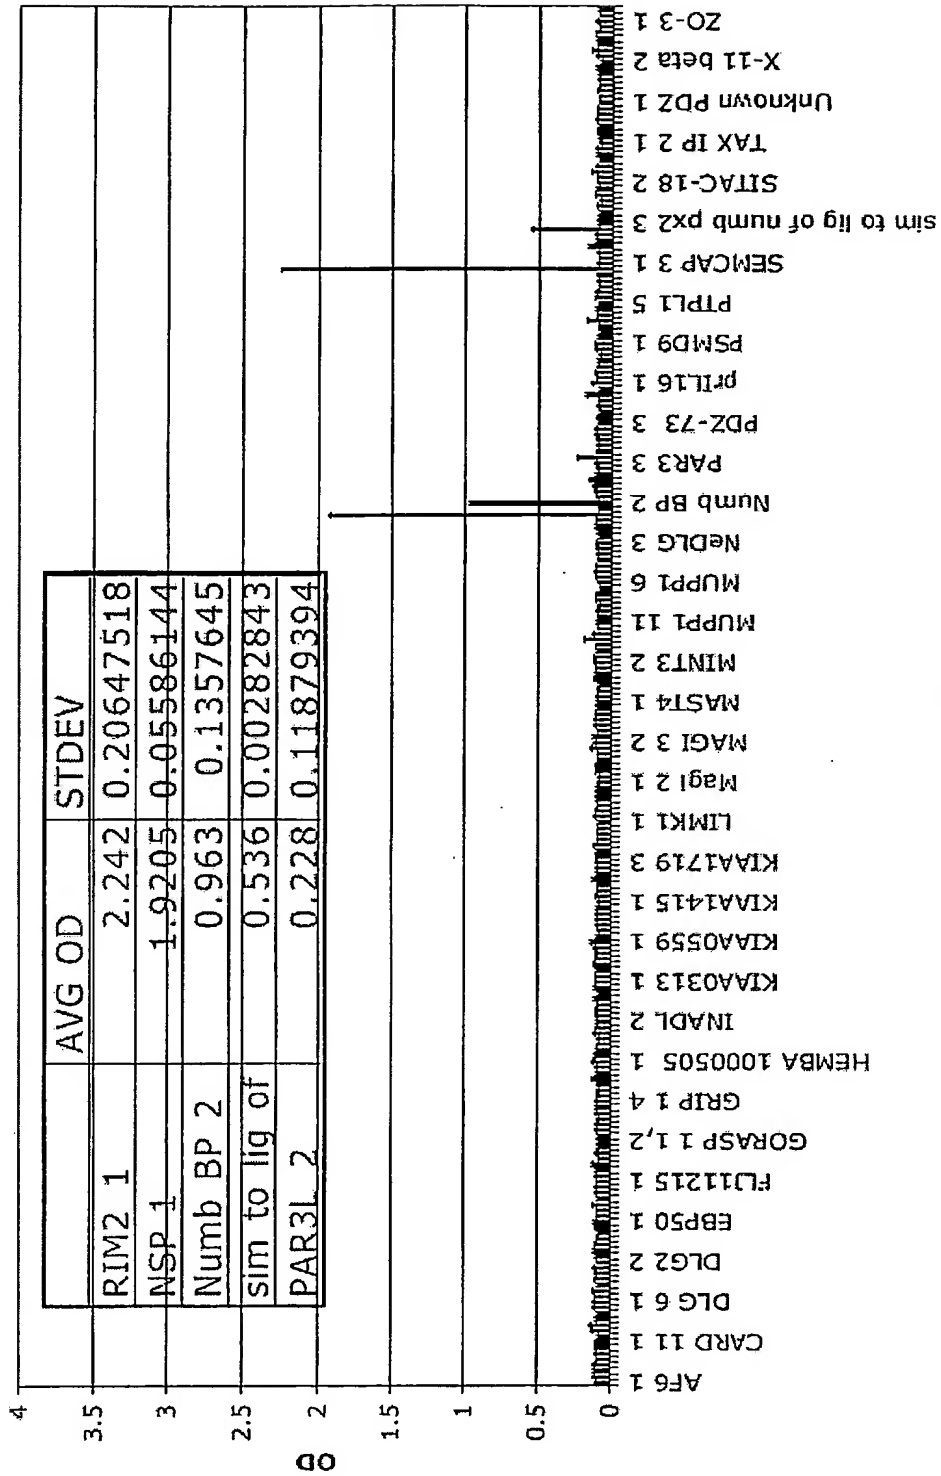 OD
4
3.5
3
2.5
2
1.5
1
0.5
0
AVG OD STDEV
RIM2 1 2.242 0.20647518
NSP 1 1.9205 0.05586144
Numb BP 2 0.963 0.1357645
sim to lig of 0.536 0.00282843
PAR3L 2 0.228 0.11879394
AF6 1
CARD 11 1
DLG 6 1
DLG2 2
EBP50 1
FLJ11215 1
GORASP 1 1,2
GRIP 1 4
HEMBA 1000505 1
INADL 2
KIAA0313 1
KIAA0559 1
KIAA1415 1
KIAA1719 3
LIMK1 1
MagI 2 1
MAGI 3 2
MAST4 1
MINT3 2
MUPP1 11
MUPP1 6
NeDLG 3
Numb BP 2
PAR3 3
PDZ-73 3
prIL16 1
PSMD9 1
PTPL1 5
SEMCAP 3 1
sim to lig of numb px2 3
SITAC-18 2
TAX IP 2 1
Unknown PDZ 1
X-11 beta 2
ZO-3 1